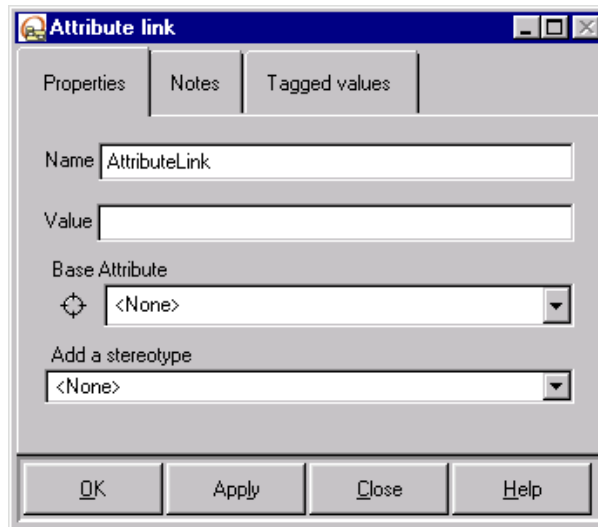 Attribute link
Properties Notes Tagged values
Name AttributeLink
Value
Base Attribute
<None>
Add a stereotype
<None>
OK Apply Close Help